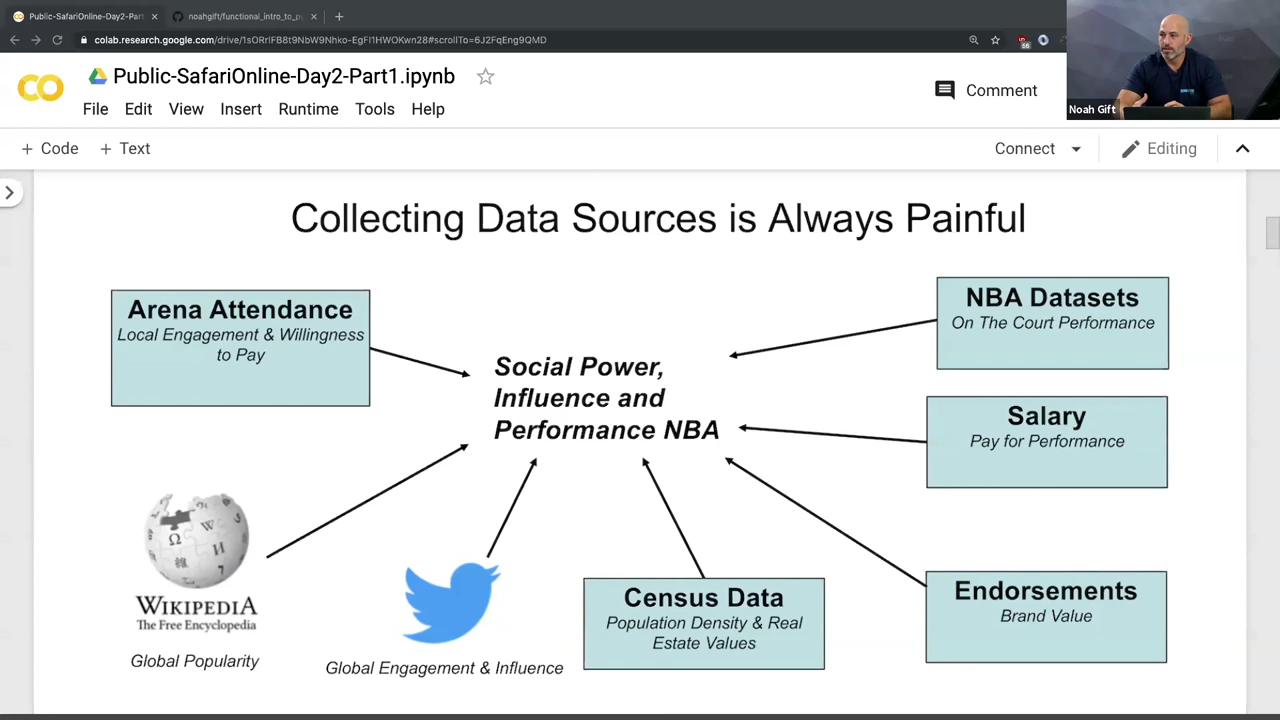 Public-SafariOnline-Day2-Part
noahgift/functional_intro_to_py
colab.research.google.com/drive/1sORrlFB8t9NbW9Nhko-EgFl1HWOKwn28#scrollTo=6J2FqEng9QMD
Public-SafariOnline-Day2-Part1.ipynb
File Edit View Insert Runtime Tools Help
Comment
Noah Gift
+ Code + Text
Connect
Editing
Collecting Data Sources is Always Painful
Arena Attendance
Local Engagement & Willingness
to Pay
NBA Datasets
On The Court Performance
Social Power,
Influence and
Performance NBA
Salary
Pay for Performance
WIKIPEDIA
The Free Encyclopedia
Global Popularity
Global Engagement & Influence
Census Data
Population Density & Real
Estate Values
Endorsements
Brand Value